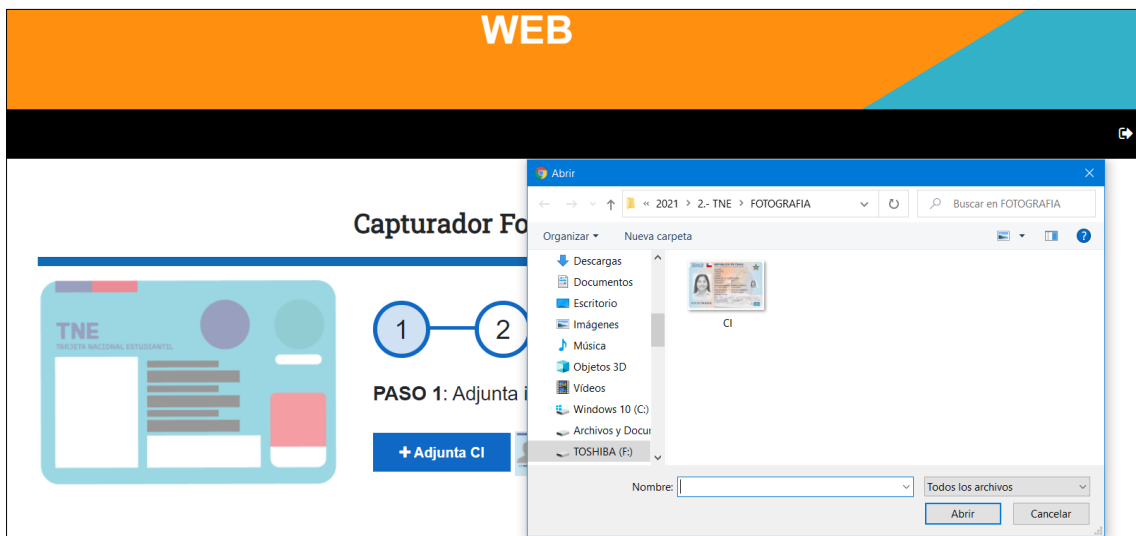 WEB
Capturador Fo
TNE
TARJETA NACIONAL ESTUDIANTIL
1
2
PASO 1: Adjunta i
+ Adjunta CI
Abrir
« 2021 > 2.- TNE > FOTOGRAFIA
Buscar en FOTOGRAFIA
Organizar
Nueva carpeta
Descargas
Documentos
Escritorio
Imágenes
Música
Objetos 3D
Vídeos
Windows 10 (C:)
Archivos y Docur
TOSHIBA (F:)
CI
Nombre:
Todos los archivos
Abrir
Cancelar